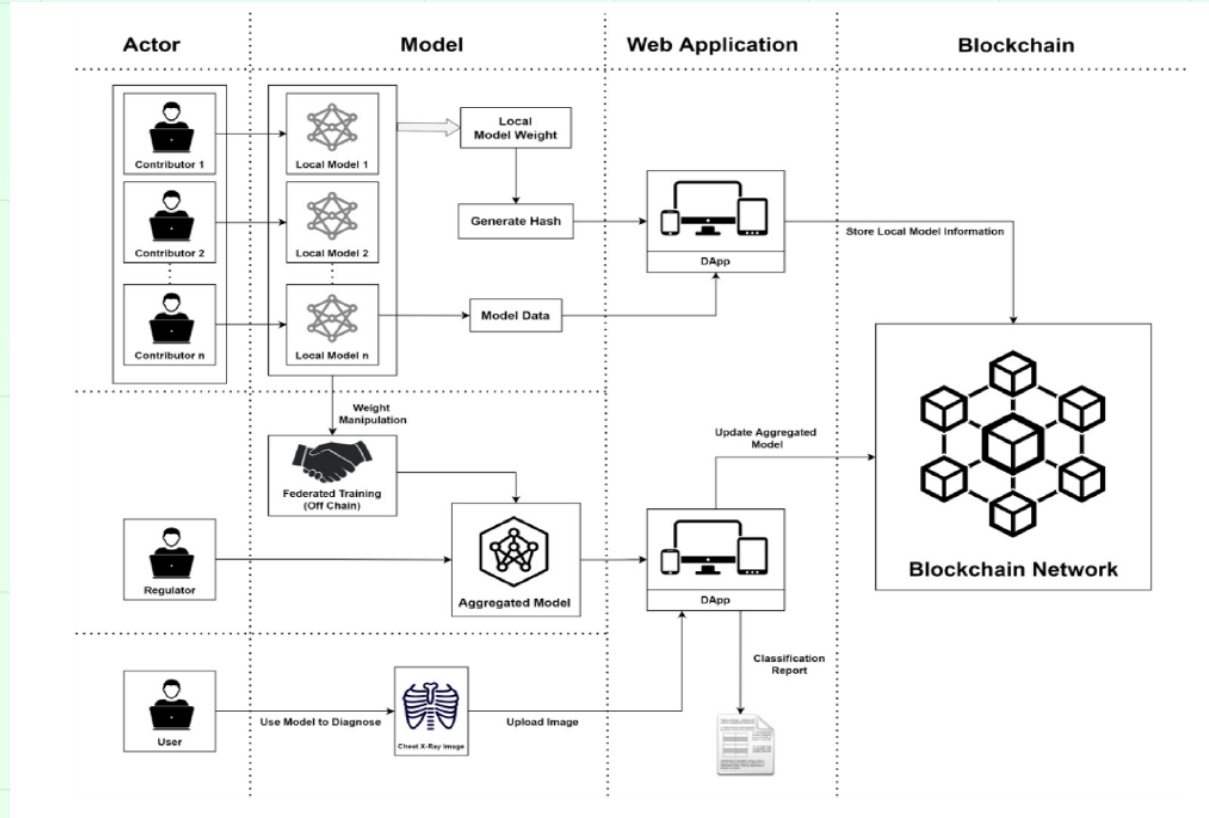 Actor
Model
Web Application
Blockchain
Contributor 1
Local Model 1
Local
Model Weight
Contributor 2
Local Model 2
Generate Hash
DApp
Store Local Model Information
Contributor n
Local Model n
Model Data
Weight
Manipulation
Federated Training
(Off Chain)
Update Aggregated
Model
Regulator
Aggregated Model
DApp
Blockchain Network
User
Use Model to Diagnose
Chest X-Ray Image
Upload Image
Classification
Report